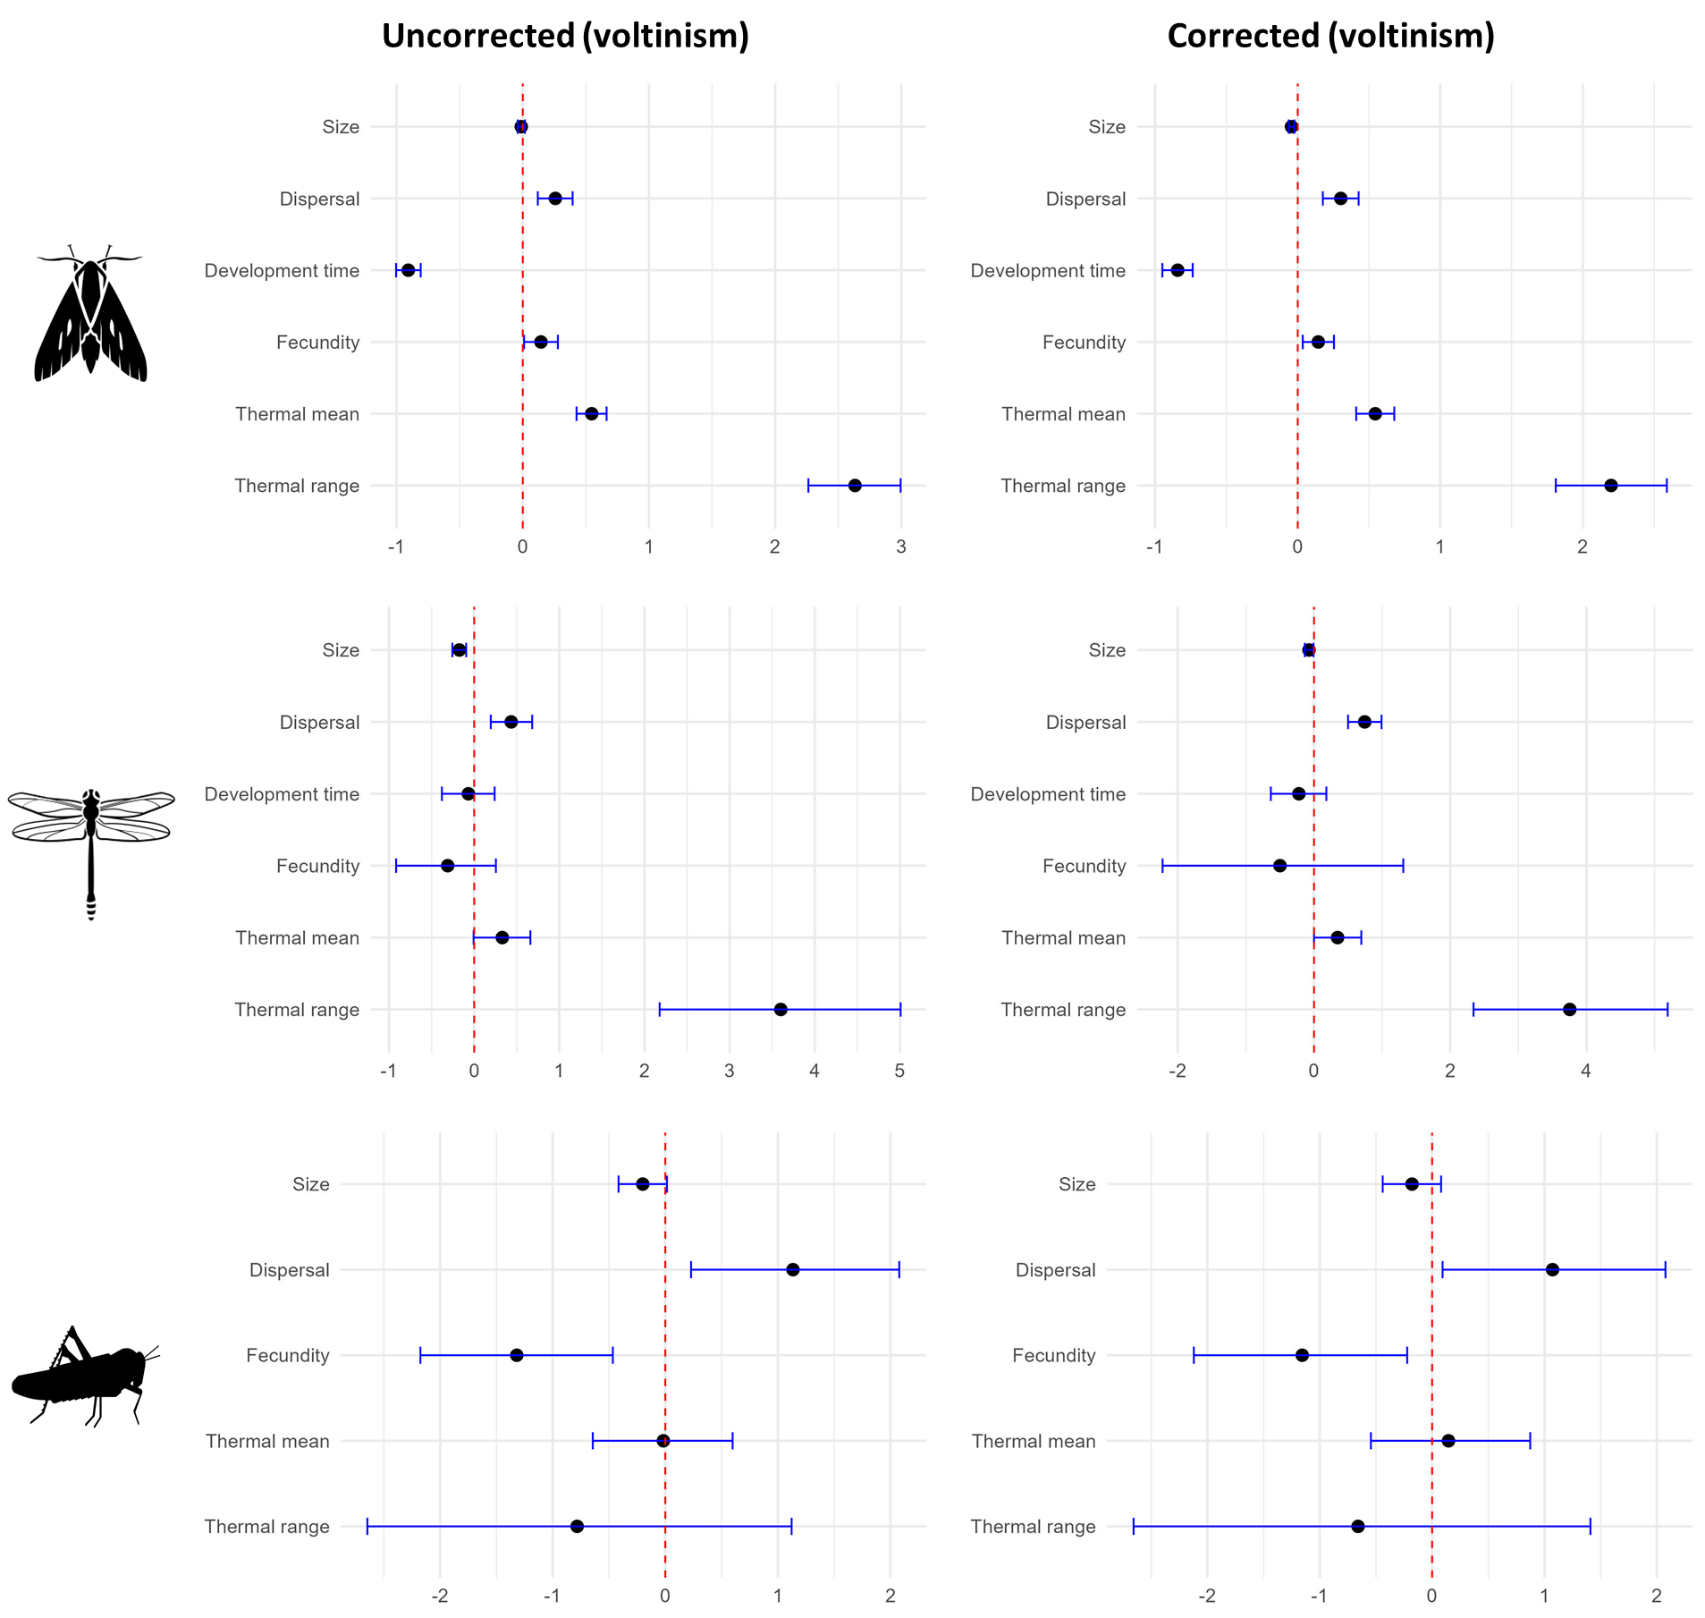 Uncorrected (voltinism)
Corrected (voltinism)
Size
Dispersal
Development time
Fecundity
Thermal mean
Thermal range
-1 0 1 2 3
Size
Dispersal
Development time
Fecundity
Thermal mean
Thermal range
-1 0 1 2
Size
Dispersal
Development time
Fecundity
Thermal mean
Thermal range
-1 0 1 2 3 4 5
Size
Dispersal
Development time
Fecundity
Thermal mean
Thermal range
-2 0 2 4
Size
Dispersal
Fecundity
Thermal mean
Thermal range
-2 -1 0 1 2
Size
Dispersal
Fecundity
Thermal mean
Thermal range
-2 -1 0 1 2